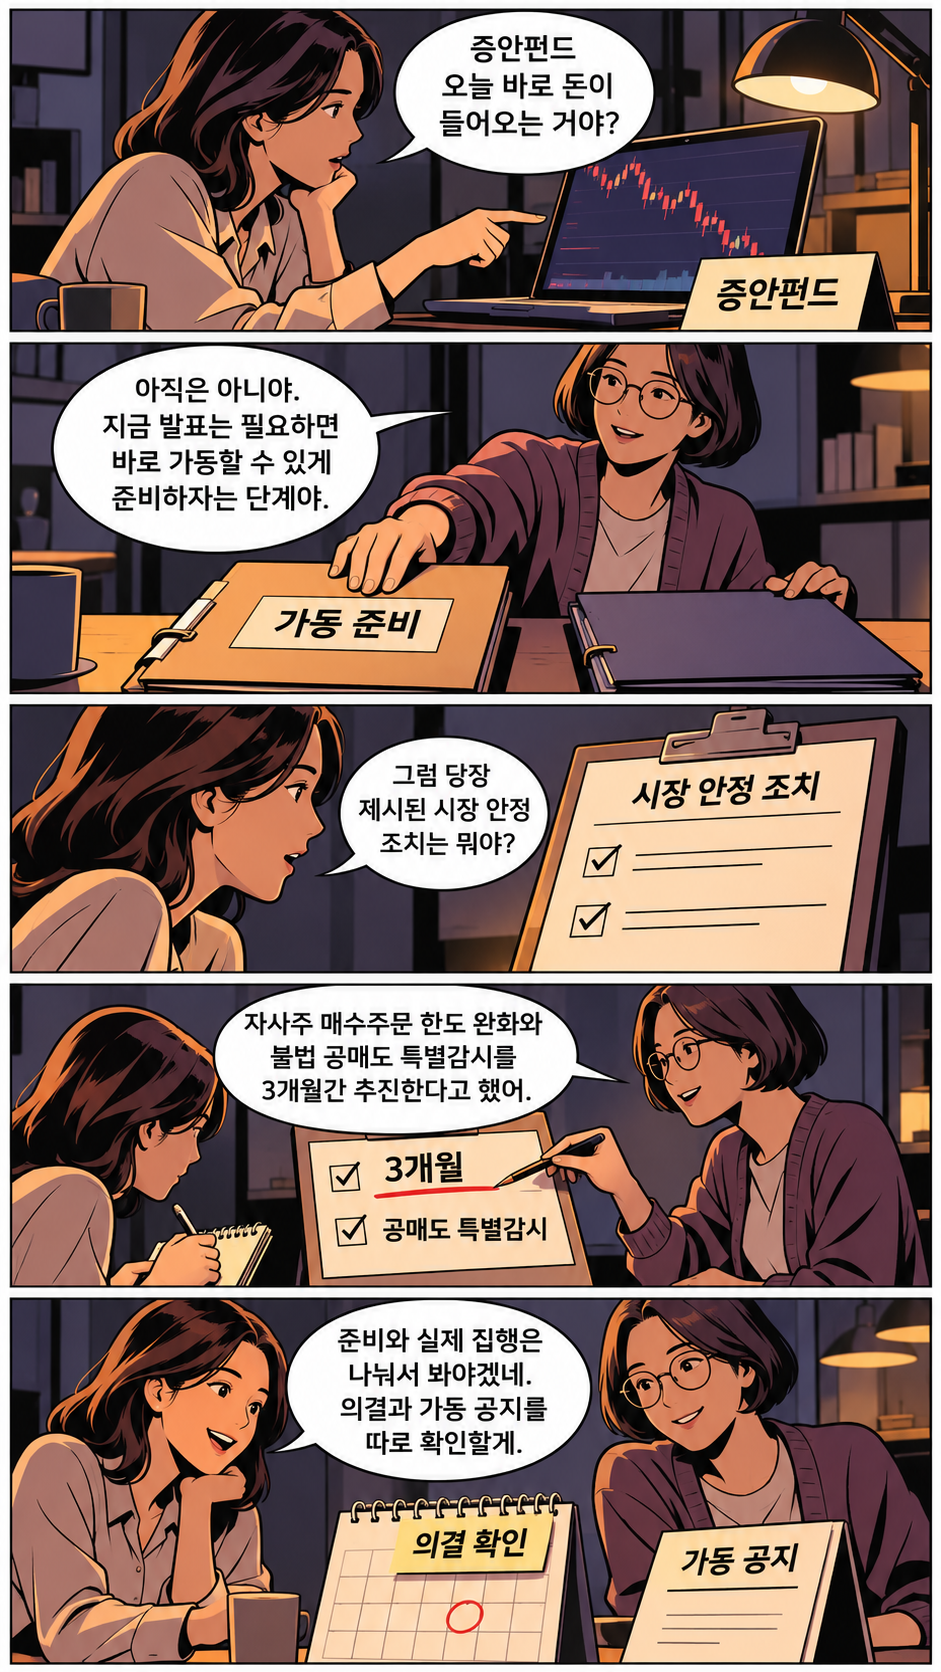 증안펀드
오늘 바로 돈이
들어오는 거야?
증안펀드
아직은 아니야.
지금 발표는 필요하면
바로 가동할 수 있게
준비하자는 단계야.
가동 준비
그럼 당장
제시된 시장 안정
조치는 뭐야?
시장 안정 조치
자사주 매수주문 한도 완화와
불법 공매도 특별감시를
3개월간 추진한다고 했어.
3개월
공매도 특별감시
준비와 실제 집행은
나눠서 봐야겠네.
의결과 가동 공지를
따로 확인할게.
의결 확인
가동 공지